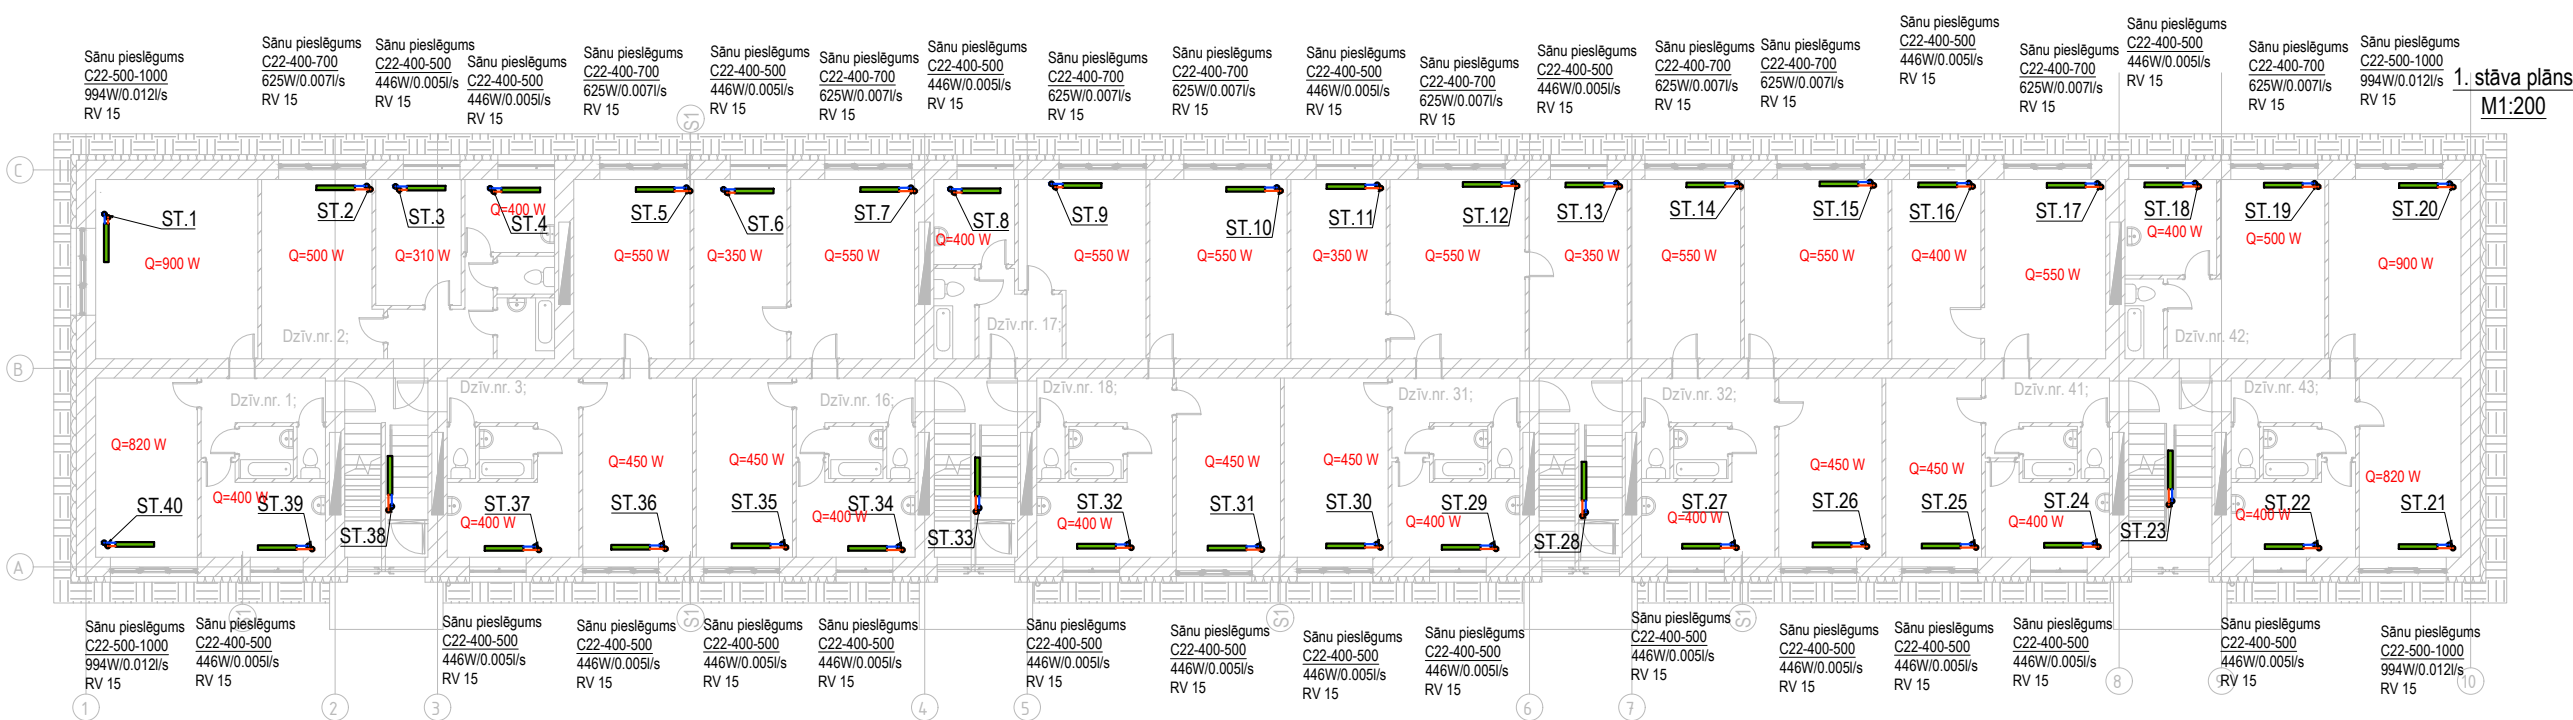 Sānu pieslēgums
C22-500-1000
994W/0.012l/s
RV 15
Sānu pieslēgums
C22-400-700
625W/0.007l/s
RV 15
Sānu pieslēgums
C22-400-500
446W/0.005l/s
RV 15
Sānu pieslēgums
C22-400-500
446W/0.005l/s
RV 15
Sānu pieslēgums
C22-400-700
625W/0.007l/s
RV 15
Sānu pieslēgums
C22-400-500
446W/0.005l/s
RV 15
Sānu pieslēgums
C22-400-700
625W/0.007l/s
RV 15
Sānu pieslēgums
C22-400-500
446W/0.005l/s
RV 15
Sānu pieslēgums
C22-400-700
625W/0.007l/s
RV 15
Sānu pieslēgums
C22-400-700
625W/0.007l/s
RV 15
Sānu pieslēgums
C22-400-500
446W/0.005l/s
RV 15
Sānu pieslēgums
C22-400-700
625W/0.007l/s
RV 15
Sānu pieslēgums
C22-400-500
446W/0.005l/s
RV 15
Sānu pieslēgums
C22-400-700
625W/0.007l/s
RV 15
Sānu pieslēgums
C22-400-700
625W/0.007l/s
RV 15
Sānu pieslēgums
C22-400-500
446W/0.005l/s
RV 15
Sānu pieslēgums
C22-400-700
625W/0.007l/s
RV 15
Sānu pieslēgums
C22-400-500
446W/0.005l/s
RV 15
Sānu pieslēgums
C22-400-700
625W/0.007l/s
RV 15
Sānu pieslēgums
C22-500-1000
994W/0.012l/s
RV 15
1. stāva plāns
M1:200
S1
C
ST.1
ST.2
ST.3
ST.4
ST.5
ST.6
ST.7
ST.8
ST.9
ST.10
ST.11
ST.12
ST.13
ST.14
ST.15
ST.16
ST.17
ST.18
ST.19
ST.20
Q=900 W
Q=500 W
Q=310 W
Q=400 W
Q=550 W
Q=350 W
Q=550 W
Q=400 W
Q=550 W
Q=550 W
Q=350 W
Q=550 W
Q=350 W
Q=550 W
Q=550 W
Q=400 W
Q=550 W
Q=400 W
Q=500 W
Q=900 W
Dzīv.nr. 2;
Dzīv.nr. 17;
Dzīv.nr. 42;
B
Dzīv.nr. 1;
Dzīv.nr. 3;
Dzīv.nr. 16;
Dzīv.nr. 18;
Dzīv.nr. 31;
Dzīv.nr. 32;
Dzīv.nr. 41;
Dzīv.nr. 43;
Q=820 W
Q=400 W
Q=400 W
Q=450 W
Q=450 W
Q=400 W
Q=400 W
Q=450 W
Q=450 W
Q=400 W
Q=400 W
Q=450 W
Q=450 W
Q=400 W
Q=400 W
Q=820 W
ST.40
ST.39
ST.38
ST.37
ST.36
ST.35
ST.34
ST.33
ST.32
ST.31
ST.30
ST.29
ST.28
ST.27
ST.26
ST.25
ST.24
ST.23
ST.22
ST.21
A
S1
S1
S1
S1
Sānu pieslēgums
C22-500-1000
994W/0.012l/s
RV 15
Sānu pieslēgums
C22-400-500
446W/0.005l/s
RV 15
Sānu pieslēgums
C22-400-500
446W/0.005l/s
RV 15
Sānu pieslēgums
C22-400-500
446W/0.005l/s
RV 15
Sānu pieslēgums
C22-400-500
446W/0.005l/s
RV 15
Sānu pieslēgums
C22-400-500
446W/0.005l/s
RV 15
Sānu pieslēgums
C22-400-500
446W/0.005l/s
RV 15
Sānu pieslēgums
C22-400-500
446W/0.005l/s
RV 15
Sānu pieslēgums
C22-400-500
446W/0.005l/s
RV 15
Sānu pieslēgums
C22-400-500
446W/0.005l/s
RV 15
Sānu pieslēgums
C22-400-500
446W/0.005l/s
RV 15
Sānu pieslēgums
C22-400-500
446W/0.005l/s
RV 15
Sānu pieslēgums
C22-400-500
446W/0.005l/s
RV 15
Sānu pieslēgums
C22-400-500
446W/0.005l/s
RV 15
Sānu pieslēgums
C22-400-500
446W/0.005l/s
RV 15
Sānu pieslēgums
C22-500-1000
994W/0.012l/s
RV 15
1
2
3
4
5
6
7
8
9
10